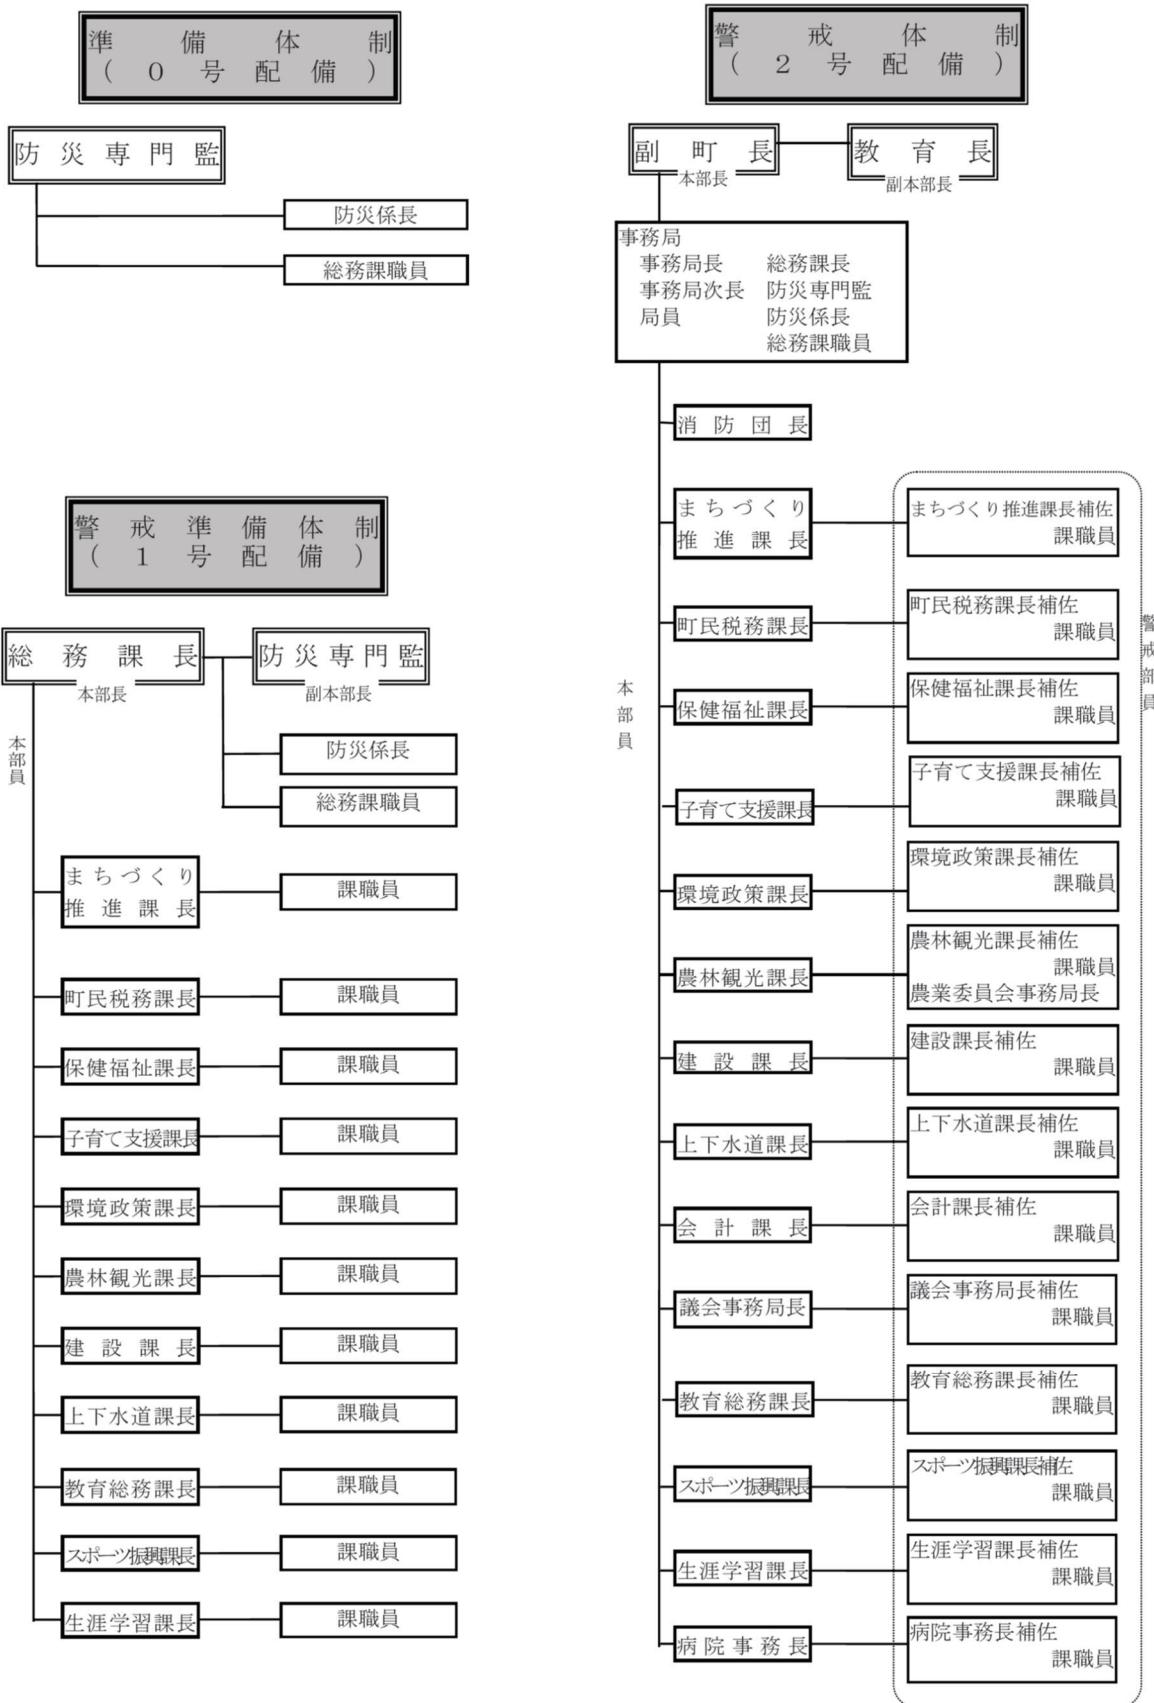 準備体制
（０号配備）
防災専門監
防災係長
総務課職員
警戒準備体制
（１号配備）
総務課長
本部長
防災専門監
副本部長
防災係長
総務課職員
本部員
まちづくり
推進課長
課職員
町民税務課長
課職員
保健福祉課長
課職員
子育て支援課長
課職員
環境政策課長
課職員
農林観光課長
課職員
建設課長
課職員
上下水道課長
課職員
教育総務課長
課職員
スポーツ振興課長
課職員
生涯学習課長
課職員
警戒体制
（２号配備）
副町長
本部長
教育長
副本部長
事務局
事務局長　総務課長
事務局次長　防災専門監
局員　防災係長
総務課職員
本部員
消防団長
まちづくり
推進課長
まちづくり推進課長補佐
課職員
町民税務課長
町民税務課長補佐
課職員
保健福祉課長
保健福祉課長補佐
課職員
子育て支援課長
子育て支援課長補佐
課職員
環境政策課長
環境政策課長補佐
課職員
農林観光課長
農林観光課長補佐
課職員
農業委員会事務局長
建設課長
建設課長補佐
課職員
上下水道課長
上下水道課長補佐
課職員
会計課長
会計課長補佐
課職員
議会事務局長
議会事務局長補佐
課職員
教育総務課長
教育総務課長補佐
課職員
スポーツ振興課長
スポーツ振興課長補佐
課職員
生涯学習課長
生涯学習課長補佐
課職員
病院事務長
病院事務長補佐
課職員
警戒部員